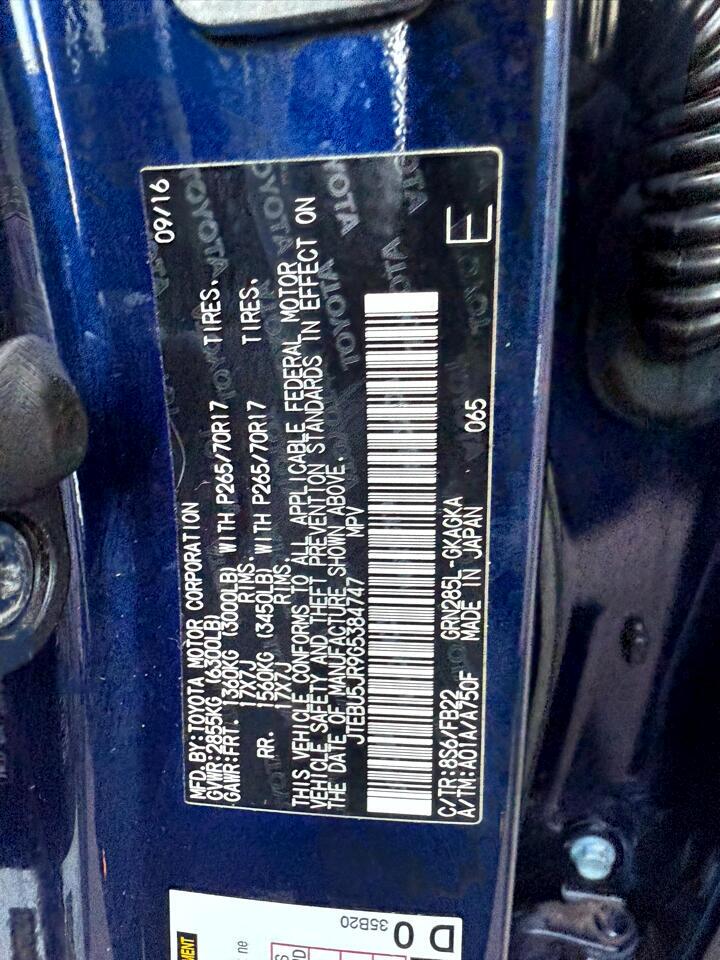 MFD.BY:TOYOTA MOTOR CORPORATION 09/16
GVWR:2855KG (6300LB)
GAWR:FRT. 1360KG (3000LB) WITH P265/70R17 TIRES,
17X7J RIMS.
RR. 1560KG (3450LB) WITH P265/70R17 TIRES,
17X7J RIMS.
THIS VEHICLE CONFORMS TO ALL APPLICABLE FEDERAL MOTOR
VEHICLE SAFETY AND THEFT PREVENTION STANDARDS IN EFFECT ON
THE DATE OF MANUFACTURE SHOWN ABOVE.
JTEBU5JR9G5384747 MPV
C/TR:8S6/FB22 GRN285L-GKAGKA 065
A/TM:A01A/A750F MADE IN JAPAN E
D 0
35B20